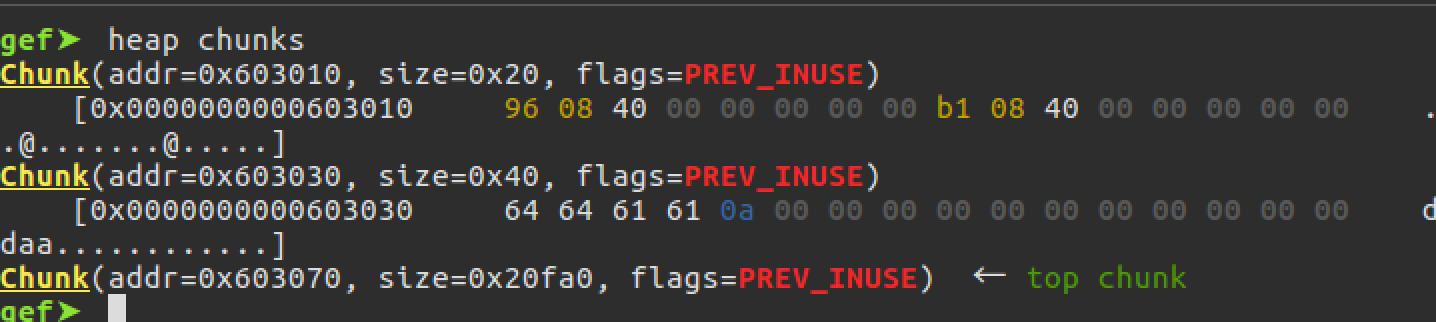 gef➤ heap chunks
Chunk(addr=0x603010, size=0x20, flags=PREV_INUSE)
    [0x0000000000603010     96 08 40 00 00 00 00 00 b1 08 40 00 00 00 00 00    .
.@.......@.....]
Chunk(addr=0x603030, size=0x40, flags=PREV_INUSE)
    [0x0000000000603030     64 64 61 61 0a 00 00 00 00 00 00 00 00 00 00 00    d
daa............]
Chunk(addr=0x603070, size=0x20fa0, flags=PREV_INUSE)  ← top chunk
gef➤